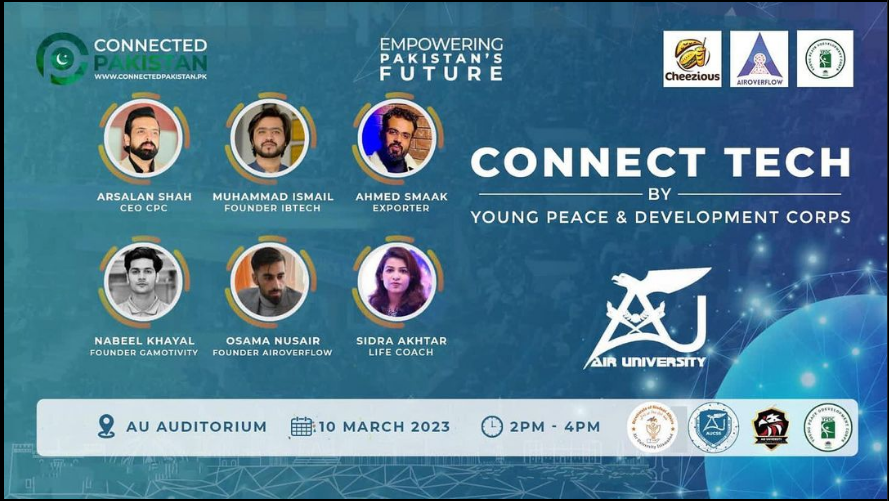 CONNECTED
PAKISTAN
WWW.CONNECTEDPAKISTAN.PK
EMPOWERING
PAKISTAN'S
FUTURE
Cheezious
AIROVERFLOW
ARSALAN SHAH
CEO CPC
MUHAMMAD ISMAIL
FOUNDER IBTECH
AHMED SMAAK
EXPORTER
CONNECT TECH
BY
YOUNG PEACE & DEVELOPMENT CORPS
NABEEL KHAYAL
FOUNDER GAMOTIVITY
OSAMA NUSAIR
FOUNDER AIROVERFLOW
SIDRA AKHTAR
LIFE COACH
AIR UNIVERSITY
AU AUDITORIUM
10 MARCH 2023
2PM - 4PM